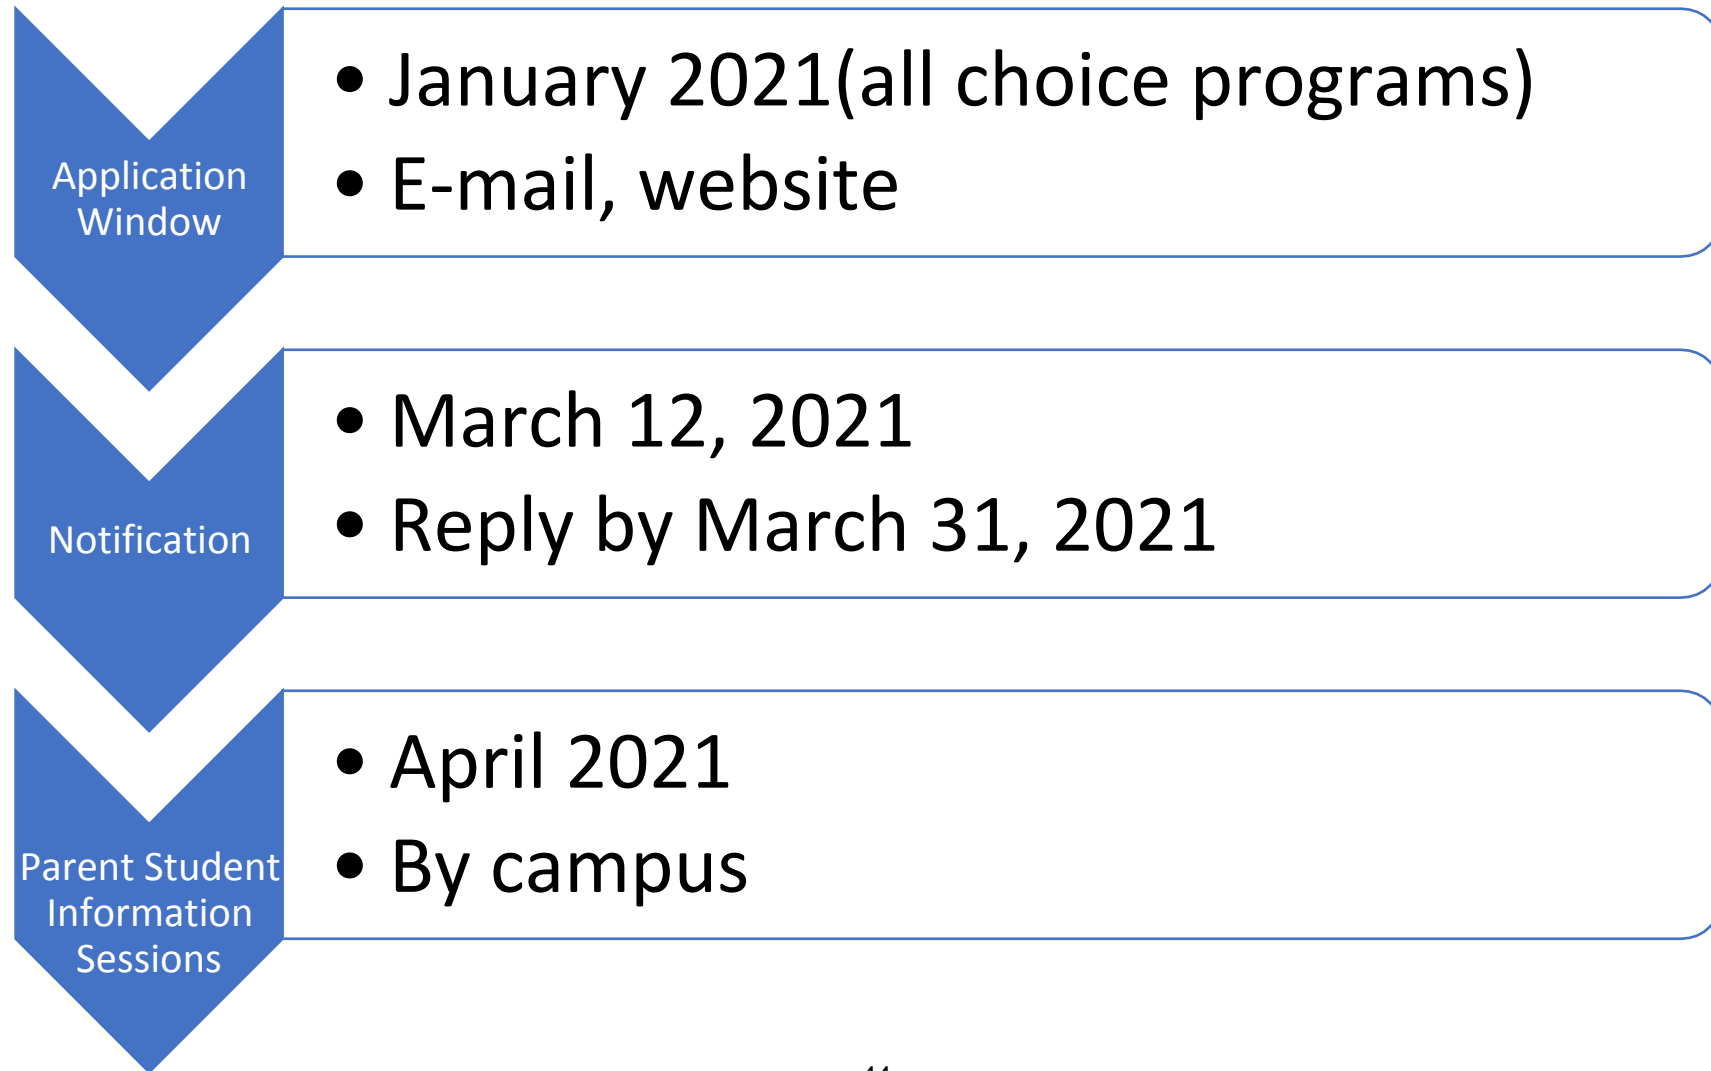 Application
Window
• January 2021(all choice programs)
• E-mail, website
Notification
• March 12, 2021
• Reply by March 31, 2021
Parent Student
Information
Sessions
• April 2021
• By campus